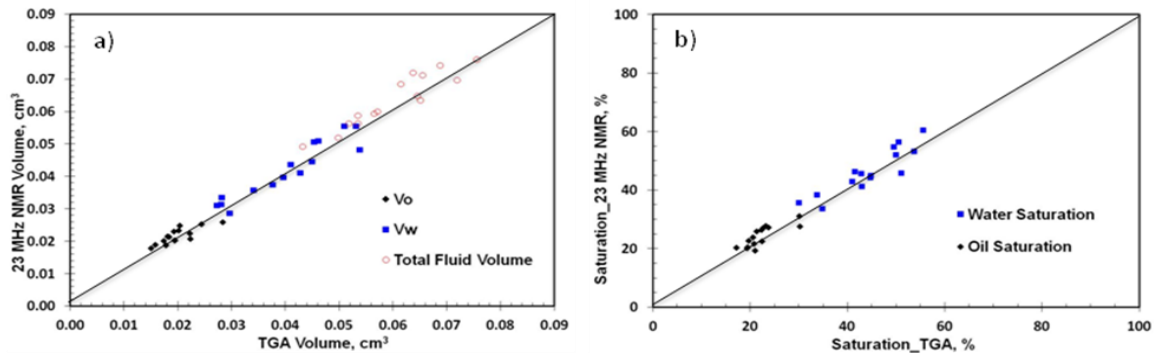 a)
23 MHz NMR Volume, cm³
0.09
0.08
0.07
0.06
0.05
0.04
0.03
0.02
0.01
0.00
Vo
Vw
Total Fluid Volume
0.00 0.01 0.02 0.03 0.04 0.05 0.06 0.07 0.08 0.09
TGA Volume, cm³
b)
Saturation_23 MHz NMR, %
100
80
60
40
20
0
Water Saturation
Oil Saturation
0 20 40 60 80 100
Saturation_TGA, %